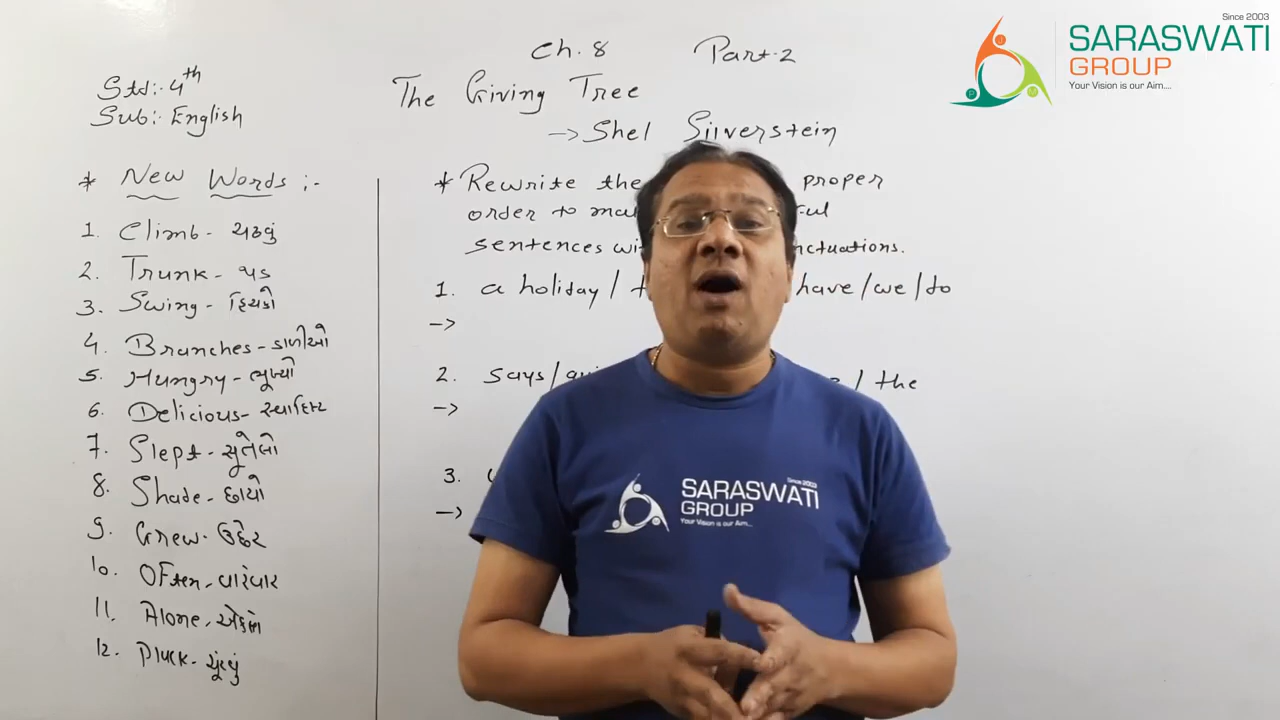 Since 2003
SARASWATI
GROUP
Your Vision is our Aim....
Ch. 8 Part-2
Std:- 4th
Sub:- English
The Giving Tree
→ Shel Silverstein
* New Words :-
1. Climb - ચઢવું
2. Trunk - થડ
3. Swing - હિંચકો
4. Branches - ડાળીઓ
5. Hungry - ભૂખ્યો
6. Delicious - સ્વાદિષ્ટ
7. Slept - સૂતેલો
8. Shade - છાયો
9. Grew - ઉછેર
10. Often - વારંવાર
11. Alone - એકલું
12. Pluck - ચૂંટવું
* Rewrite the proper
order to
sentences
1. a holiday / have / we / to
→
2. says / / the
→
3.
→
Since 2003
SARASWATI
GROUP
Your Vision is our Aim...